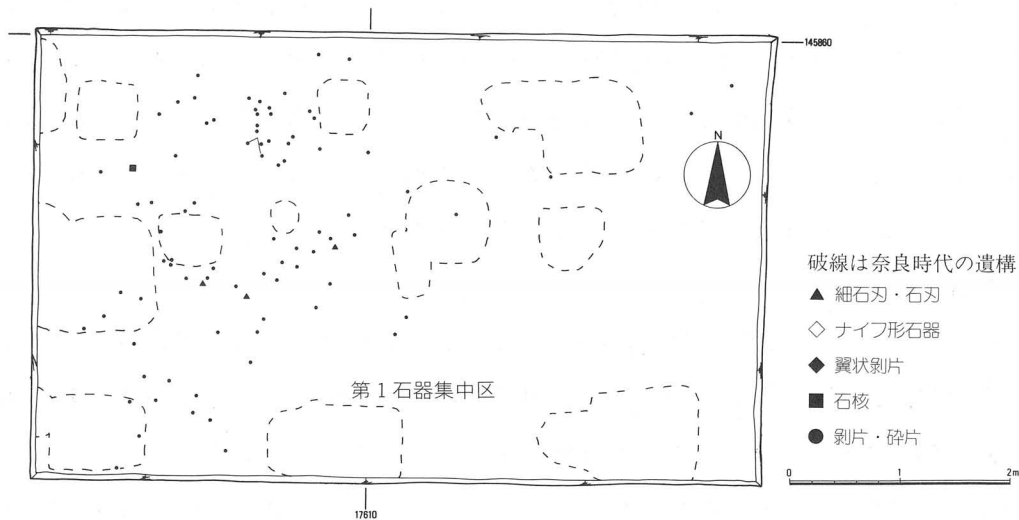 145860
N
破線は奈良時代の遺構
細石刃・石刃
ナイフ形石器
翼状剝片
石核
剝片・砕片
第1石器集中区
0 1 2m
17610